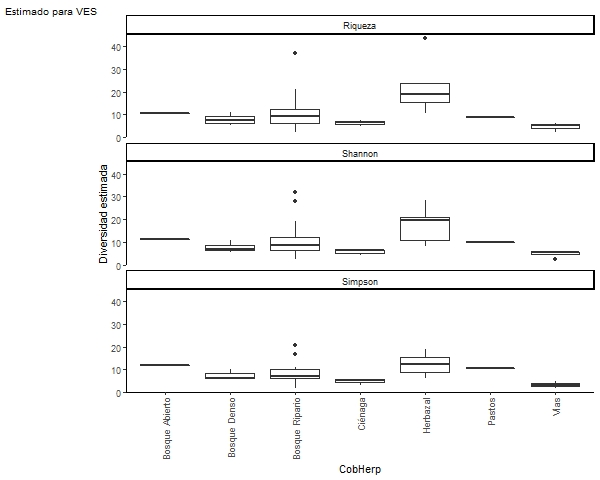 Estimado para VES
Riqueza
40
30
20
10
0
Shannon
40
30
20
10
0
Simpson
40
30
20
10
0
Diversidad estimada
Bosque Abierto
Bosque Denso
Bosque Ripario
Ciénaga
Herbazal
Pastos
Vias
CobHerp